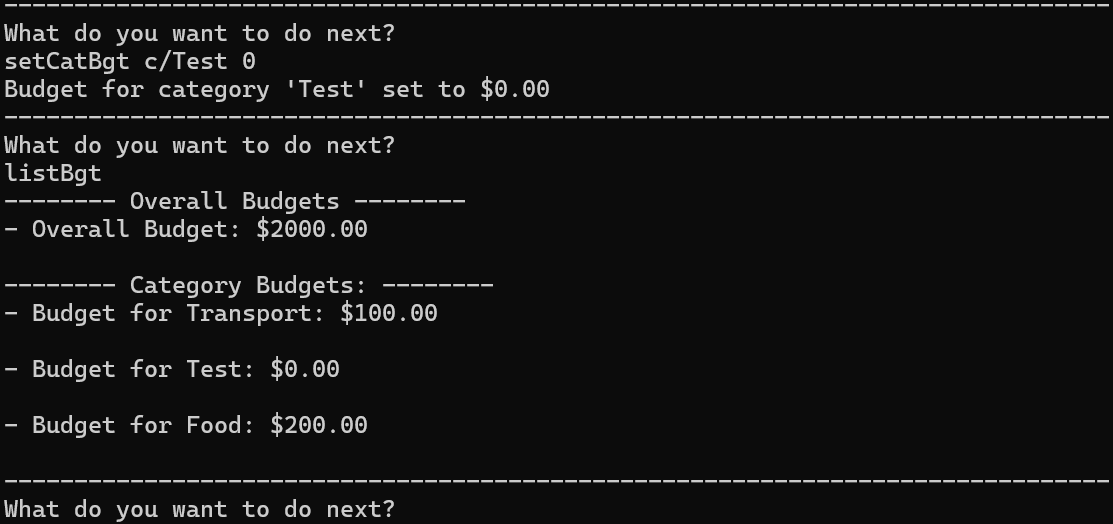 --------------------------------------------------------------------------------
What do you want to do next?
setCatBgt c/Test 0
Budget for category 'Test' set to $0.00
--------------------------------------------------------------------------------
What do you want to do next?
listBgt
-------- Overall Budgets --------
- Overall Budget: $2000.00
-------- Category Budgets: --------
- Budget for Transport: $100.00
- Budget for Test: $0.00
- Budget for Food: $200.00
--------------------------------------------------------------------------------
What do you want to do next?